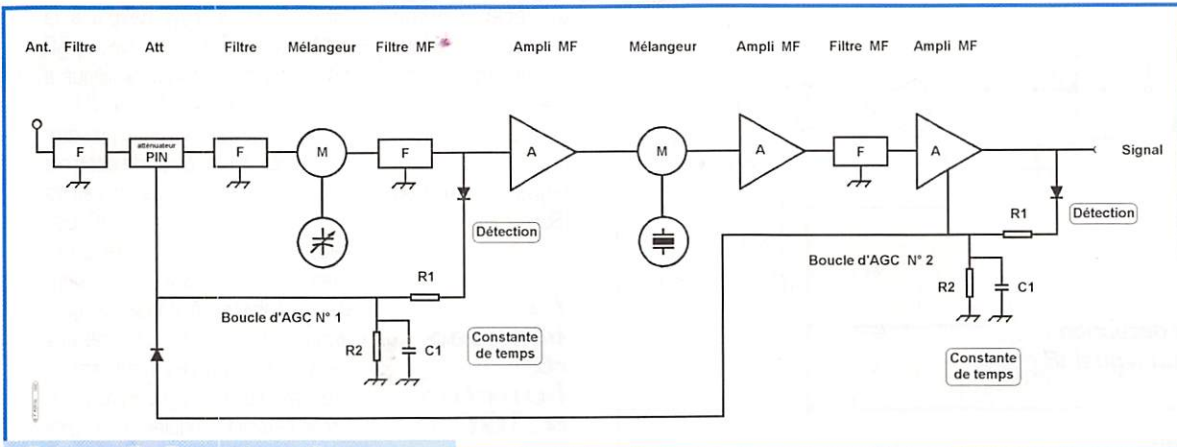 Ant. Filtre Att Filtre Mélangeur Filtre MF Ampli MF Mélangeur Ampli MF Filtre MF Ampli MF
F
atténuateur
PIN
F
M
F
A
M
A
F
A
Signal
Détection
R1
Détection
R1
Boucle d'AGC N° 1
Boucle d'AGC N° 2
R2
C1
Constante
de temps
R2
C1
Constante
de temps